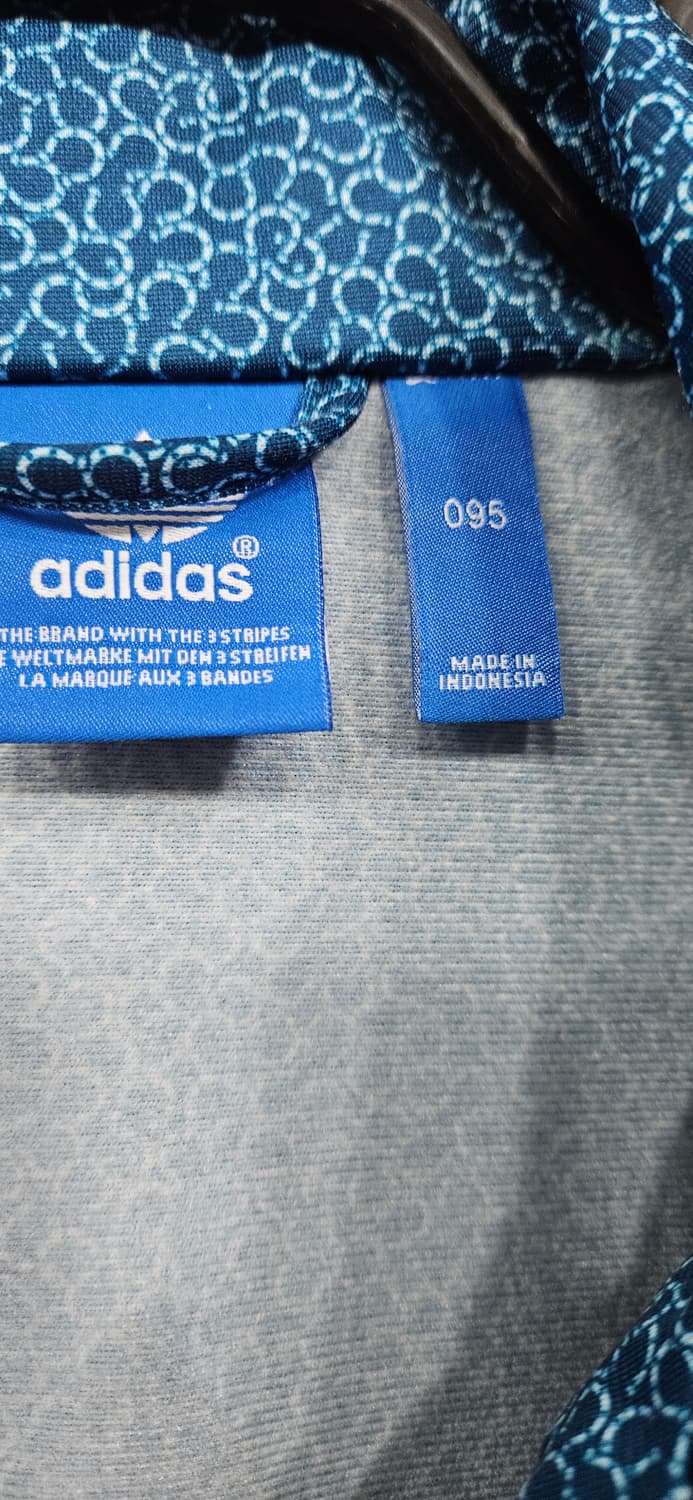 adidas®
THE BRAND WITH THE 3 STRIPES
WELTMARKE MIT DEN 3 STREIFEN
LA MARQUE AUX 3 BANDES
095
MADE IN
INDONESIA